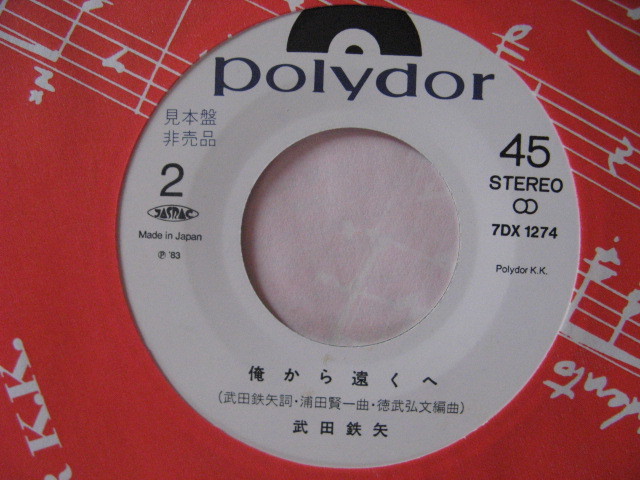 polydor
見本盤
非売品
2
JASRAC
Made in Japan
Ⓟ '83
45
STEREO
7DX 1274
Polydor K.K.
俺から遠くへ
(武田鉄矢詞・浦田賢一曲・徳武弘文編曲)
武田鉄矢
K.K.